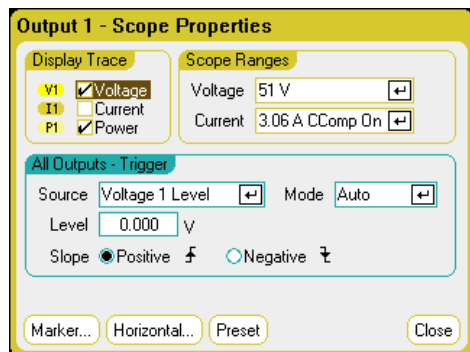 Output 1 - Scope Properties
Display Trace
V1 Voltage
I1 Current
P1 Power
Scope Ranges
Voltage 51 V
Current 3.06 A CComp On
All Outputs - Trigger
Source Voltage 1 Level Mode Auto
Level 0.000 V
Slope Positive Negative
Marker... Horizontal... Preset Close